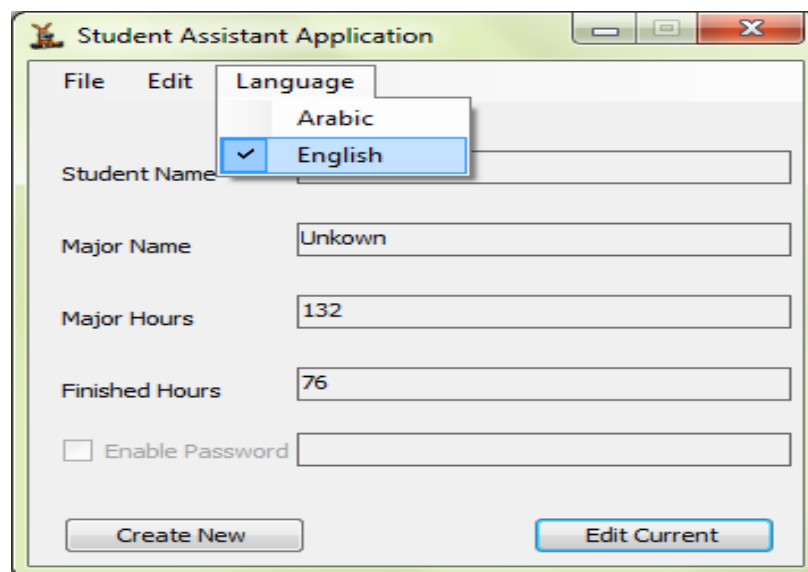 Student Assistant Application
File Edit Language
Arabic
English
Student Name
Major Name Unkown
Major Hours 132
Finished Hours 76
Enable Password
Create New Edit Current